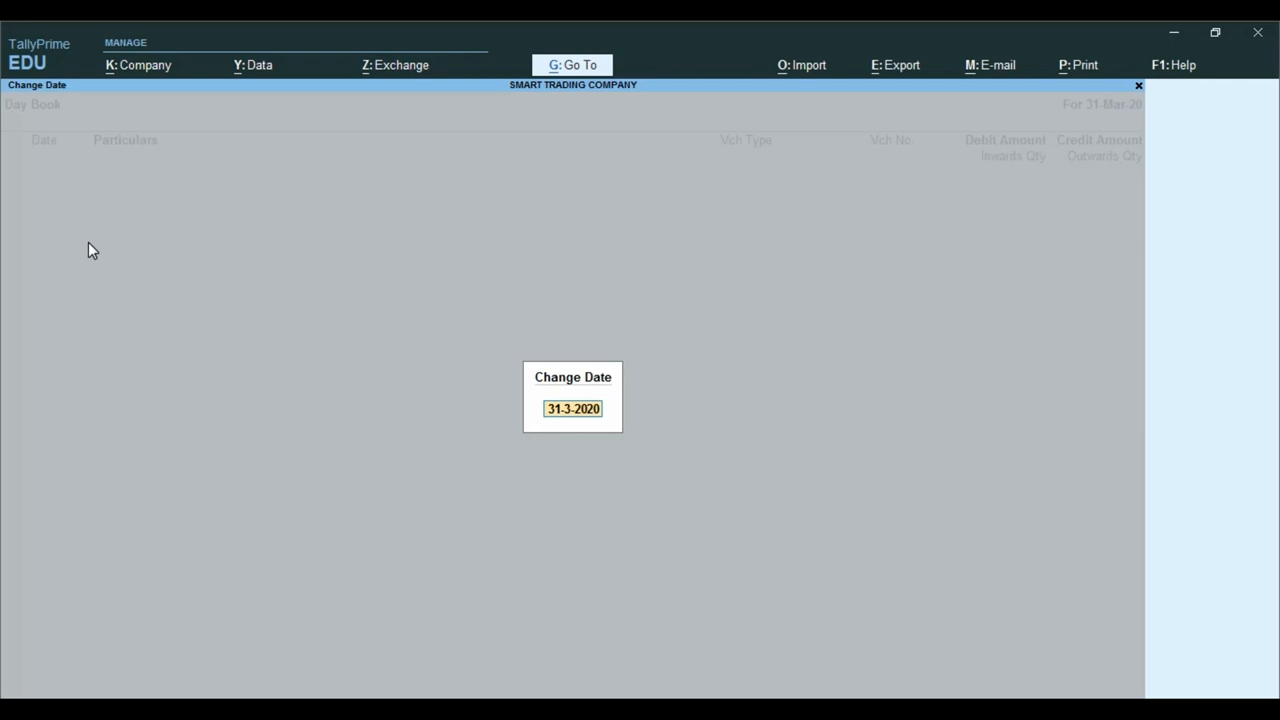 TallyPrime
EDU
MANAGE
K: Company
Y: Data
Z: Exchange
G: Go To
O: Import
E: Export
M: E-mail
P: Print
F1: Help
Change Date
SMART TRADING COMPANY
Day Book
For 31-Mar-20
Date
Particulars
Vch Type
Vch No.
Debit Amount
Credit Amount
Inwards Qty
Outwards Qty
Change Date
31-3-2020